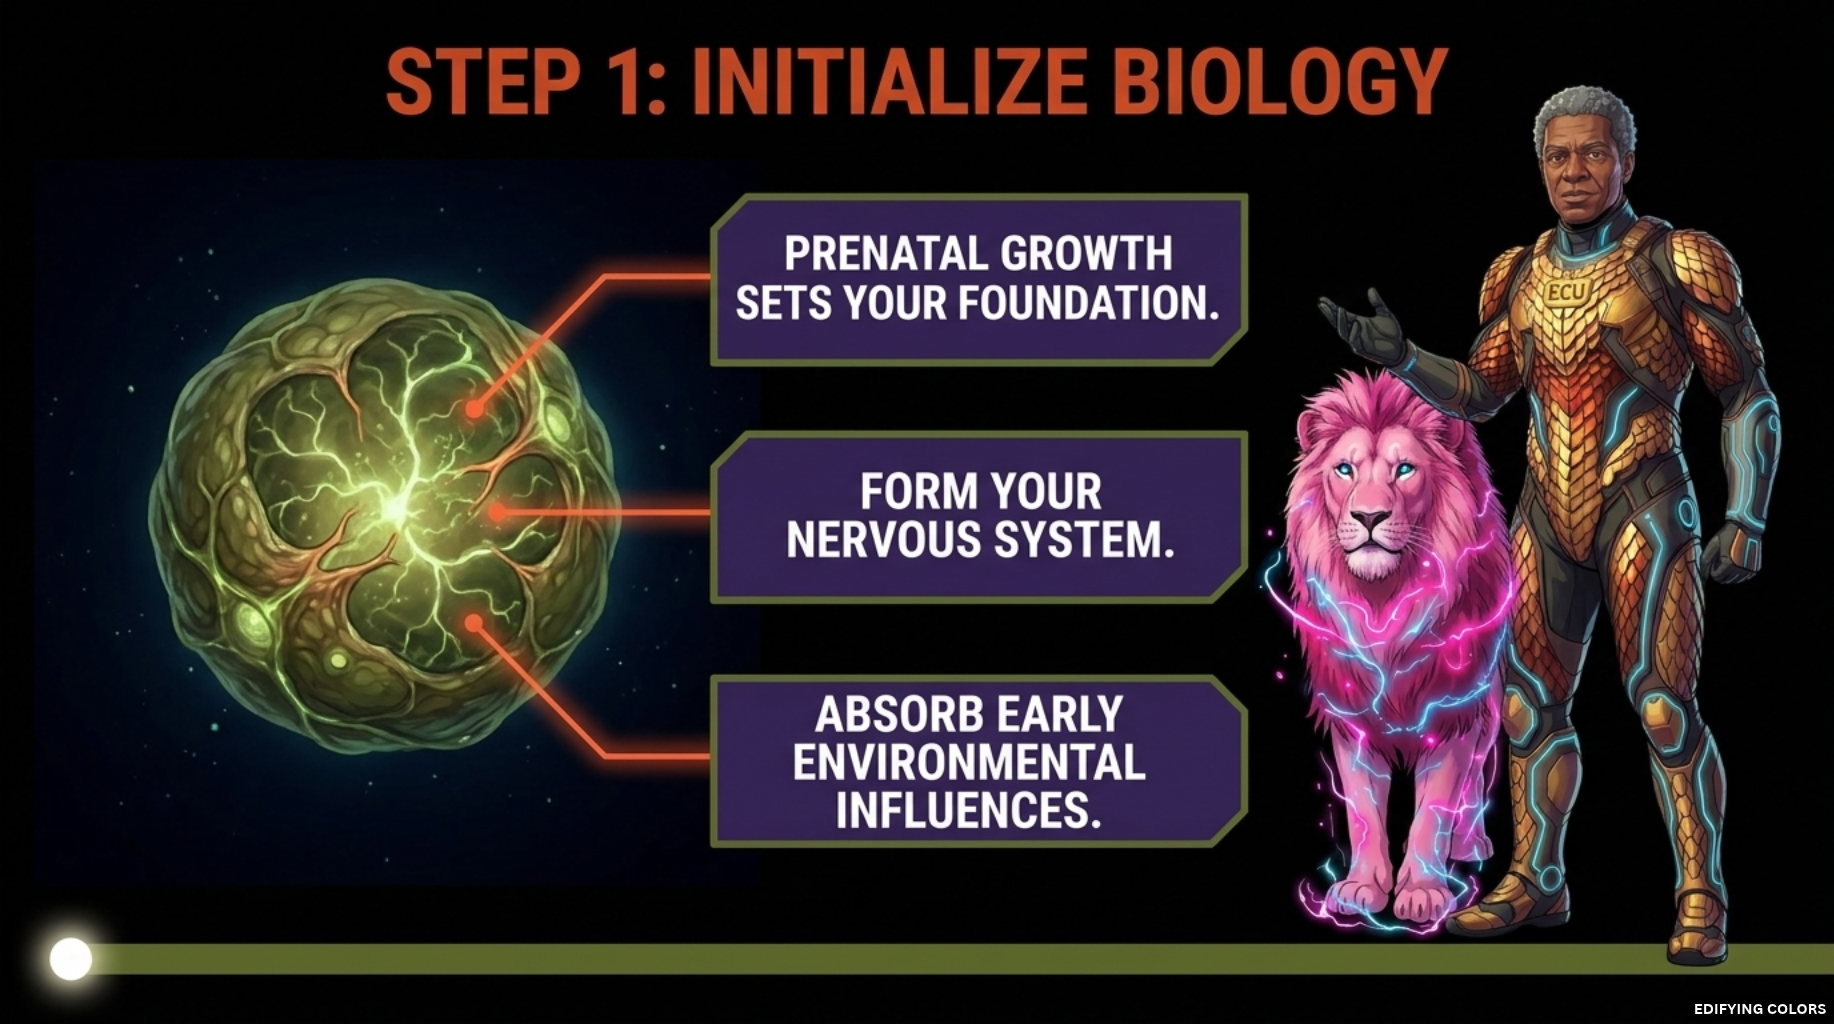 STEP 1: INITIALIZE BIOLOGY
PRENATAL GROWTH
SETS YOUR FOUNDATION.
FORM YOUR
NERVOUS SYSTEM.
ABSORB EARLY
ENVIRONMENTAL
INFLUENCES.
ECU
EDIFYING COLORS